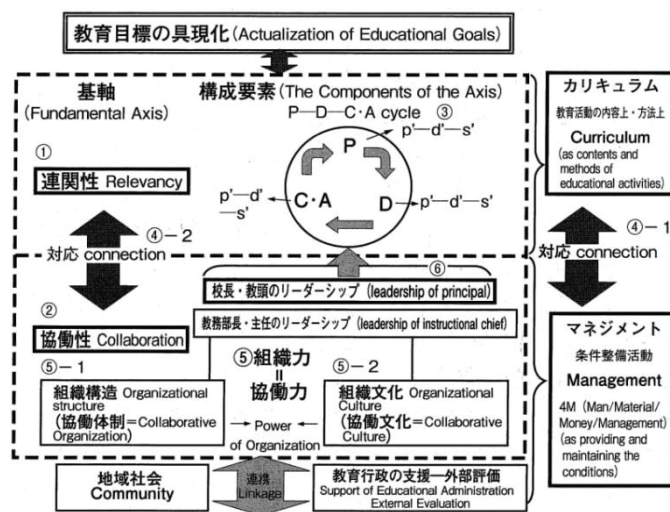 教育目標の具現化 (Actualization of Educational Goals)
基軸
(Fundamental Axis)
構成要素 (The Components of the Axis)
P—D—C·A cycle ③
p'—d'—s'
P
①
連関性 Relevancy
p'—d'
—s'
C·A
D
p'—d'—s'
④−2
対応 connection
⑥
校長・教頭のリーダーシップ (leadership of principal)
教務部長・主任のリーダーシップ (leadership of instructional chief)
②
協働性 Collaboration
⑤−1
組織構造 Organizational
structure
(協働体制=Collaborative
Organization)
⑤組織力
=
協働力
Power
of Organization
⑤−2
組織文化 Organizational
Culture
(協働文化=Collaborative
Culture)
地域社会
Community
連携
Linkage
教育行政の支援—外部評価
Support of Educational Administration
External Evaluation
カリキュラム
教育活動の内容上・方法上
Curriculum
(as contents and
methods of
educational activities)
④−1
対応 connection
マネジメント
条件整備活動
Management
4M (Man/Material/
Money/Management)
(as providing and
maintaining the
conditions)